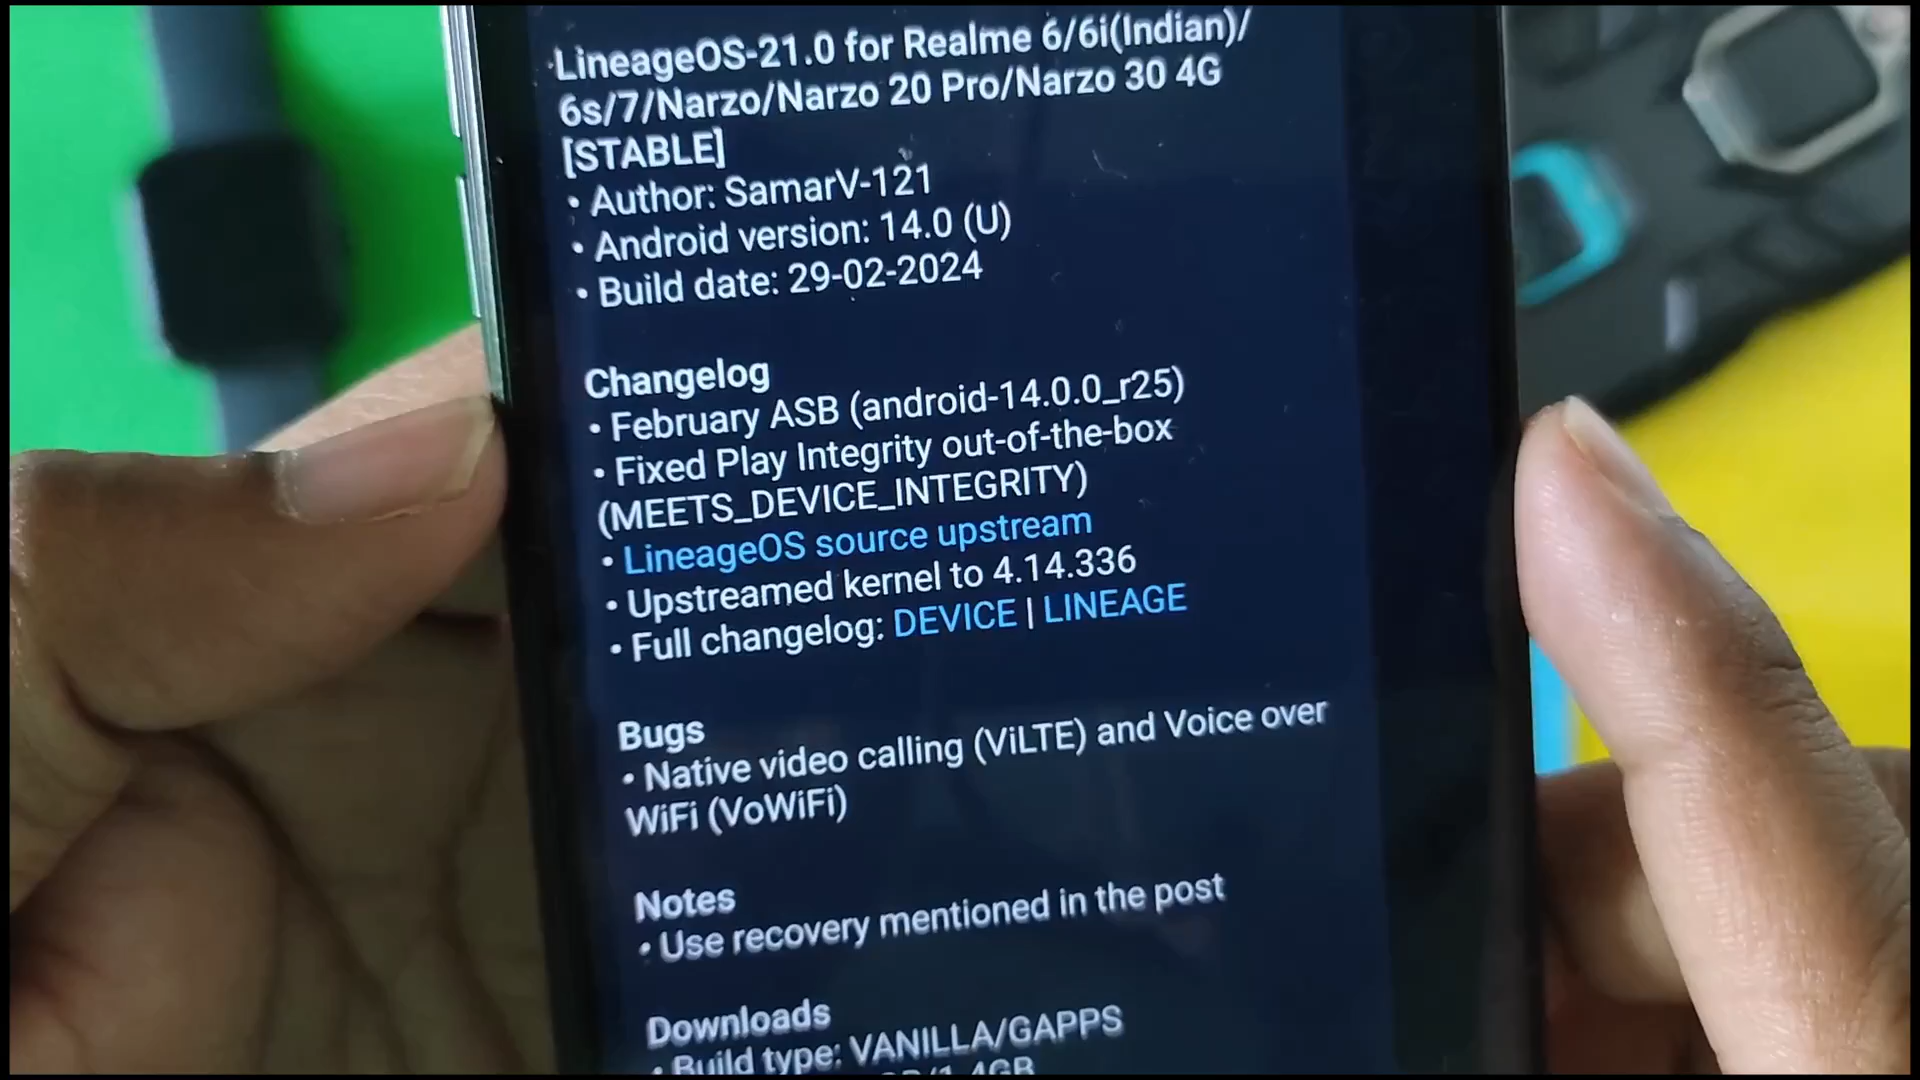 LineageOS-21.0 for Realme 6/6i(Indian)/
6s/7/Narzo/Narzo 20 Pro/Narzo 30 4G
[STABLE]
• Author: SamarV-121
• Android version: 14.0 (U)
• Build date: 29-02-2024
Changelog
• February ASB (android-14.0.0_r25)
• Fixed Play Integrity out-of-the-box
(MEETS_DEVICE_INTEGRITY)
• LineageOS source upstream
• Upstreamed kernel to 4.14.336
• Full changelog: DEVICE | LINEAGE
Bugs
• Native video calling (ViLTE) and Voice over
WiFi (VoWiFi)
Notes
• Use recovery mentioned in the post
Downloads
• Build type: VANILLA/GAPPS